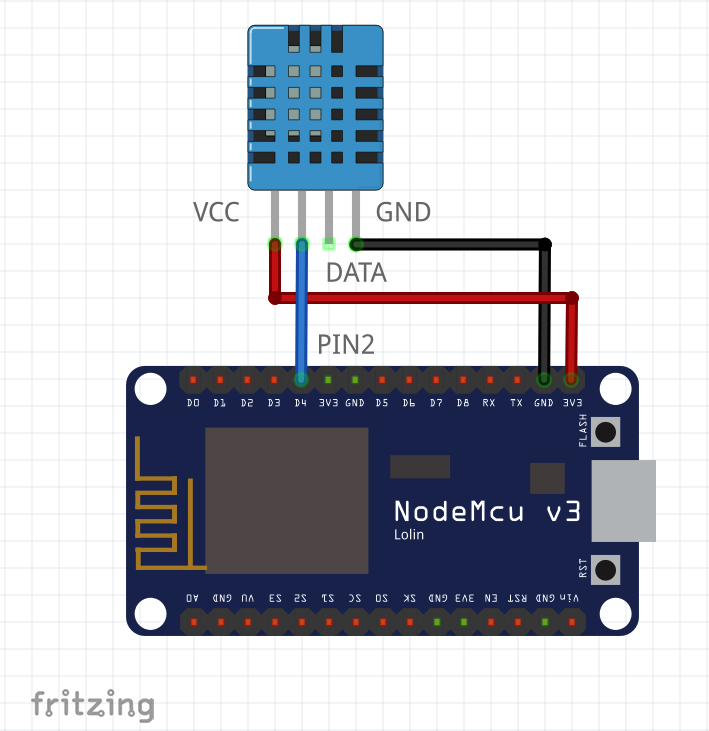 VCC
GND
DATA
PIN2
D0 D1 D2 D3 D4 3V3 GND D5 D6 D7 D8 RX TX GND 3V3
FLASH
NodeMcu v3
Lolin
RST
A0 GND VU S3 S2 S1 SC S0 SK GND 3V3 EN RST GND Vin
fritzing